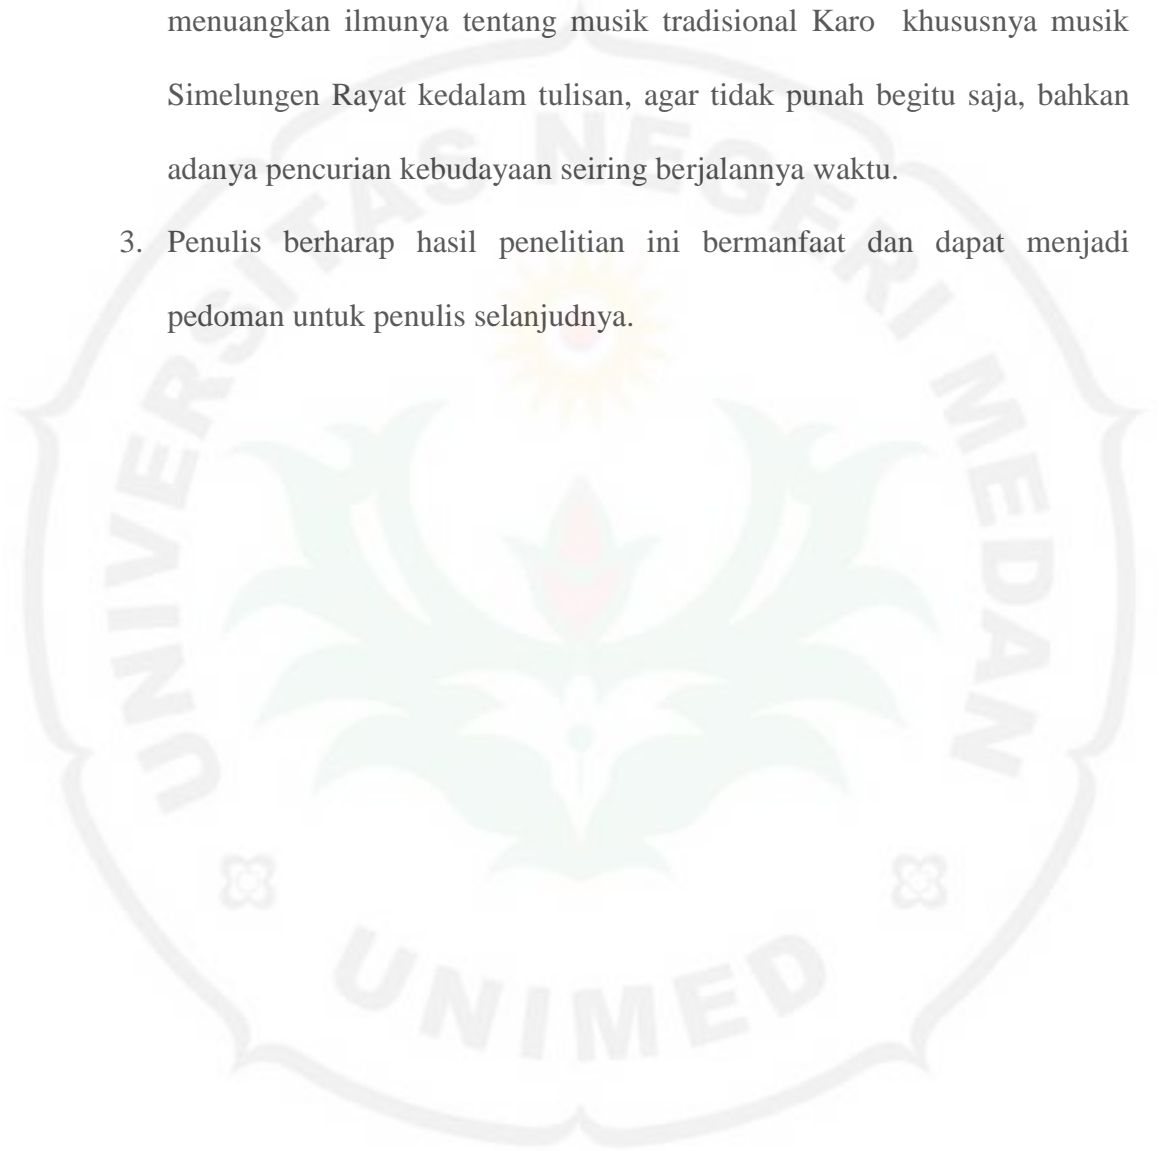 menuangkan ilmunya tentang musik tradisional Karo khususnya musik
Simelungen Rayat kedalam tulisan, agar tidak punah begitu saja, bahkan
adanya pencurian kebudayaan seiring berjalannya waktu.
3. Penulis berharap hasil penelitian ini bermanfaat dan dapat menjadi
pedoman untuk penulis selanjudnya.
UNIVERSITAS NEGERI MEDAN
UNIMED